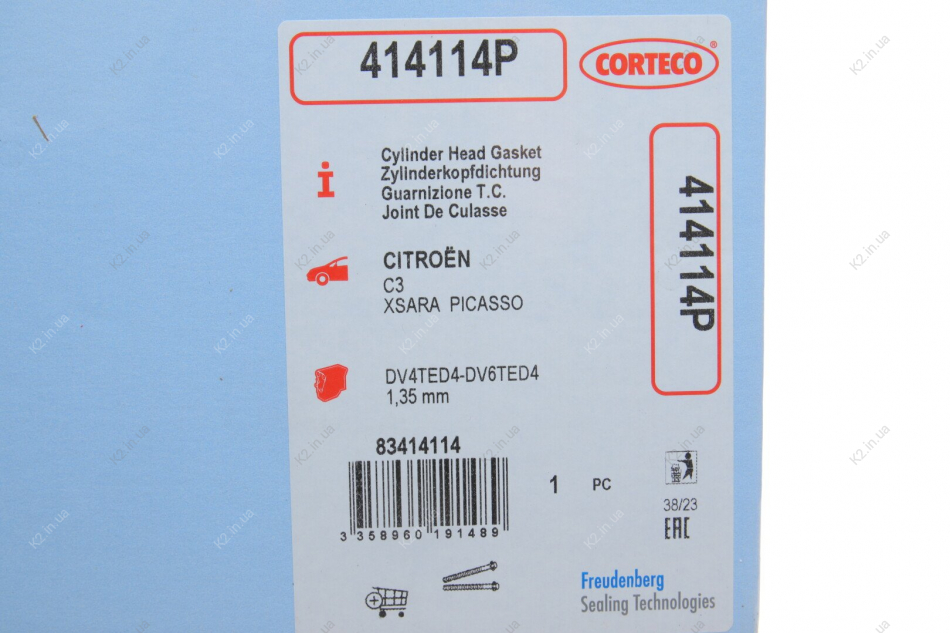 414114P
CORTECO®
Cylinder Head Gasket
Zylinderkopfdichtung
Guarnizione T.C.
Joint De Culasse
414114P
CITROËN
C3
XSARA PICASSO
DV4TED4-DV6TED4
1,35 mm
83414114
3 358960 191489
1 PC
38/23
EAC
Freudenberg
Sealing Technologies
K2.in.ua